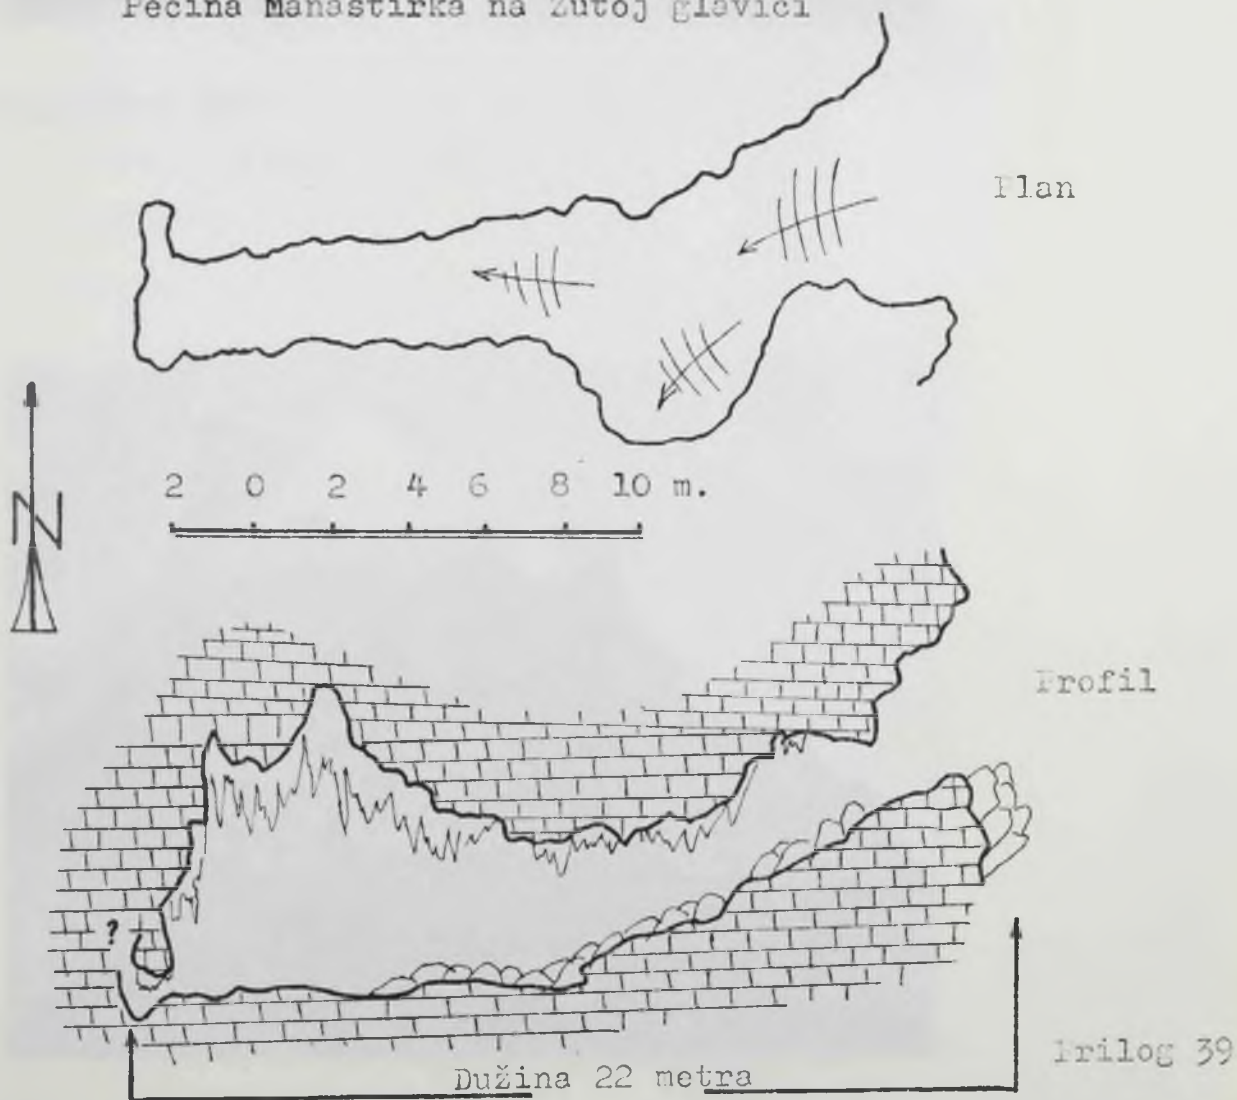 Pećina Manastirka na Žutoj glavici
Plan
N
2 0 2 4 6 8 10 m.
Profil
?
Prilog 39
Dužina 22 metra